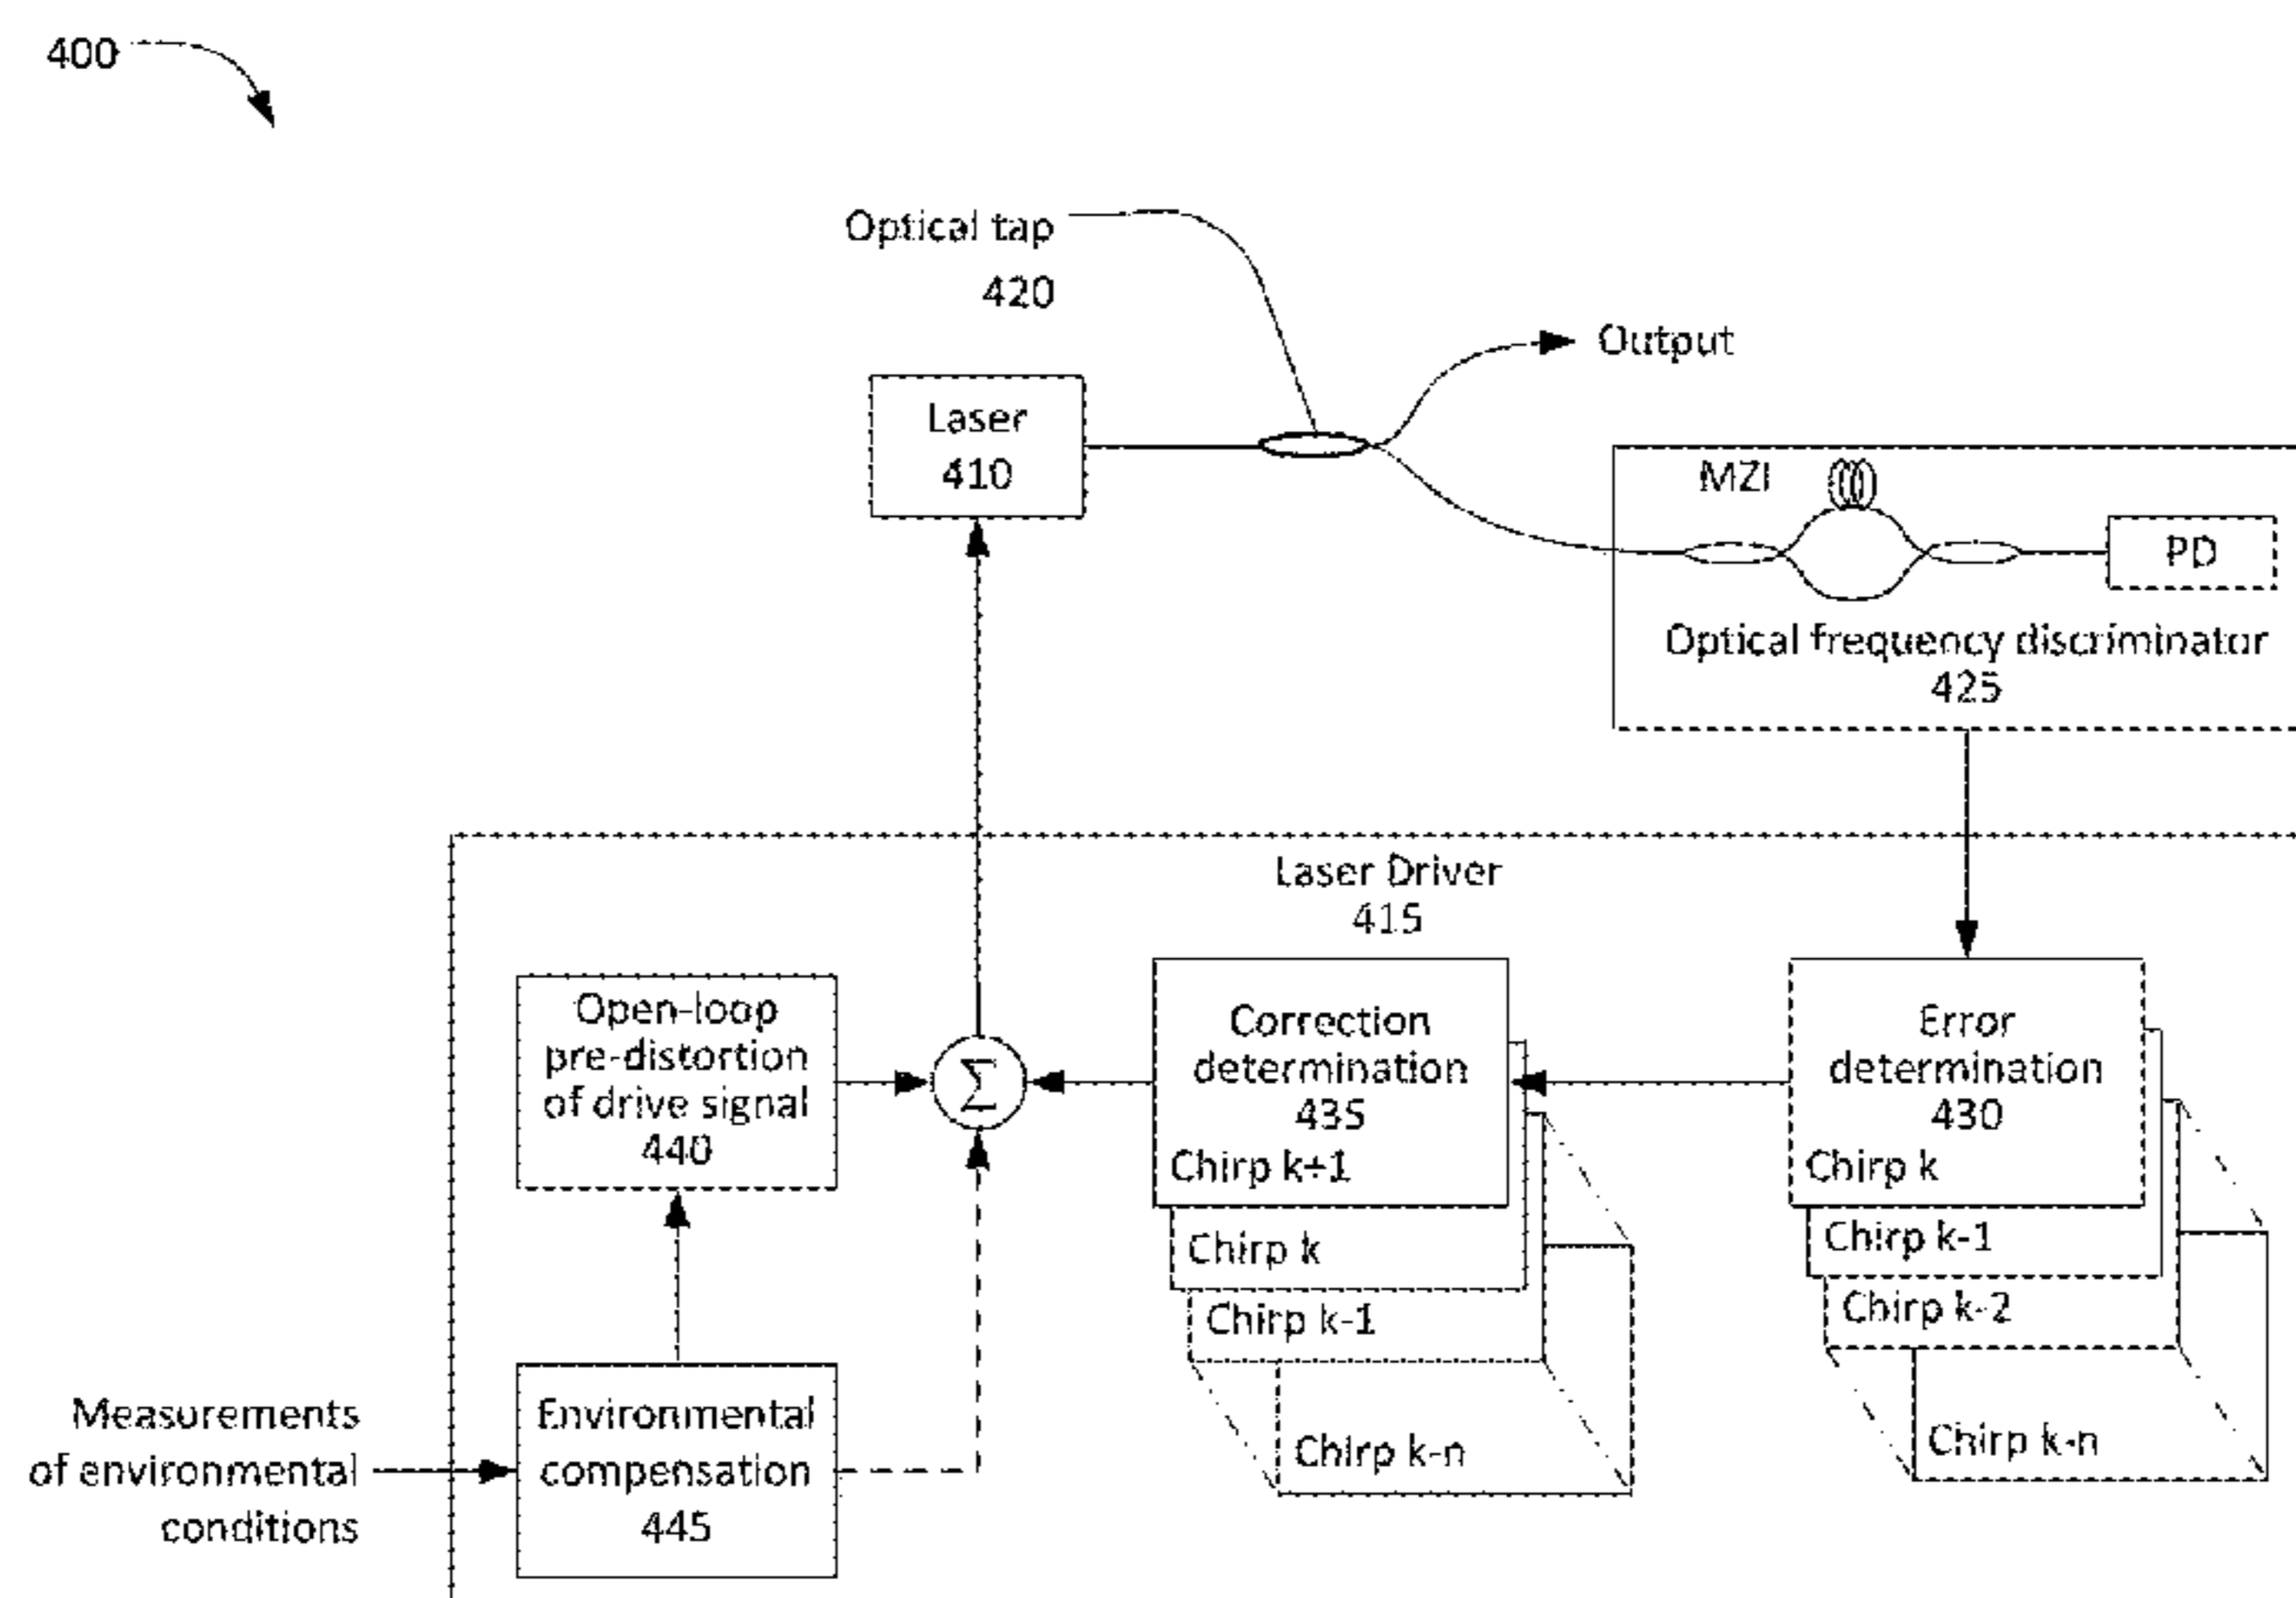 400
Optical tap
420
Output
Laser
410
MZI
PD
Optical frequency discriminator
425
Laser Driver
415
Open-loop
pre-distortion
of drive signal
440
Σ
Correction
determination
435
Chirp k+1
Chirp k
Chirp k-1
Chirp k-n
Error
determination
430
Chirp k
Chirp k-1
Chirp k-2
Chirp k-n
Measurements
of environmental
conditions
Environmental
compensation
445